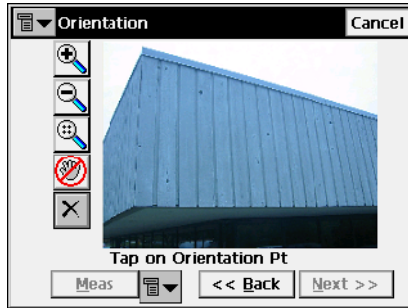 Orientation
Cancel
Tap on Orientation Pt
Meas
<< Back
Next >>